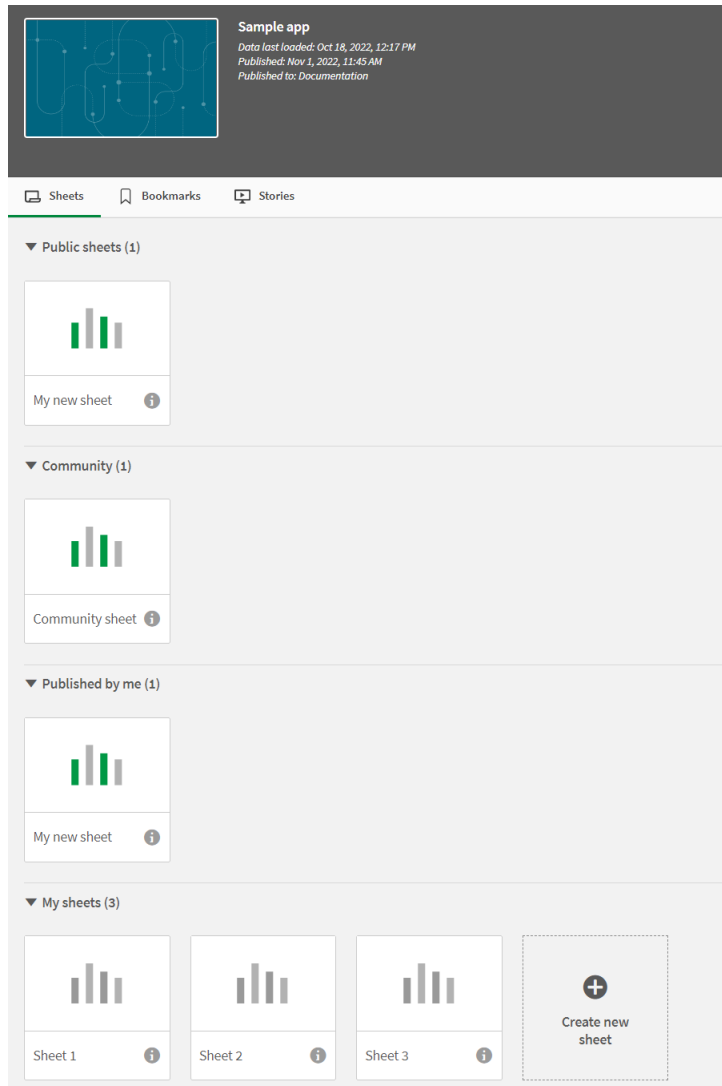 Sample app
Data last loaded: Oct 18, 2022, 12:17 PM
Published: Nov 1, 2022, 11:45 AM
Published to: Documentation
Sheets Bookmarks Stories
Public sheets (1)
My new sheet
Community (1)
Community sheet
Published by me (1)
My new sheet
My sheets (3)
Sheet 1 Sheet 2 Sheet 3
Create new
sheet